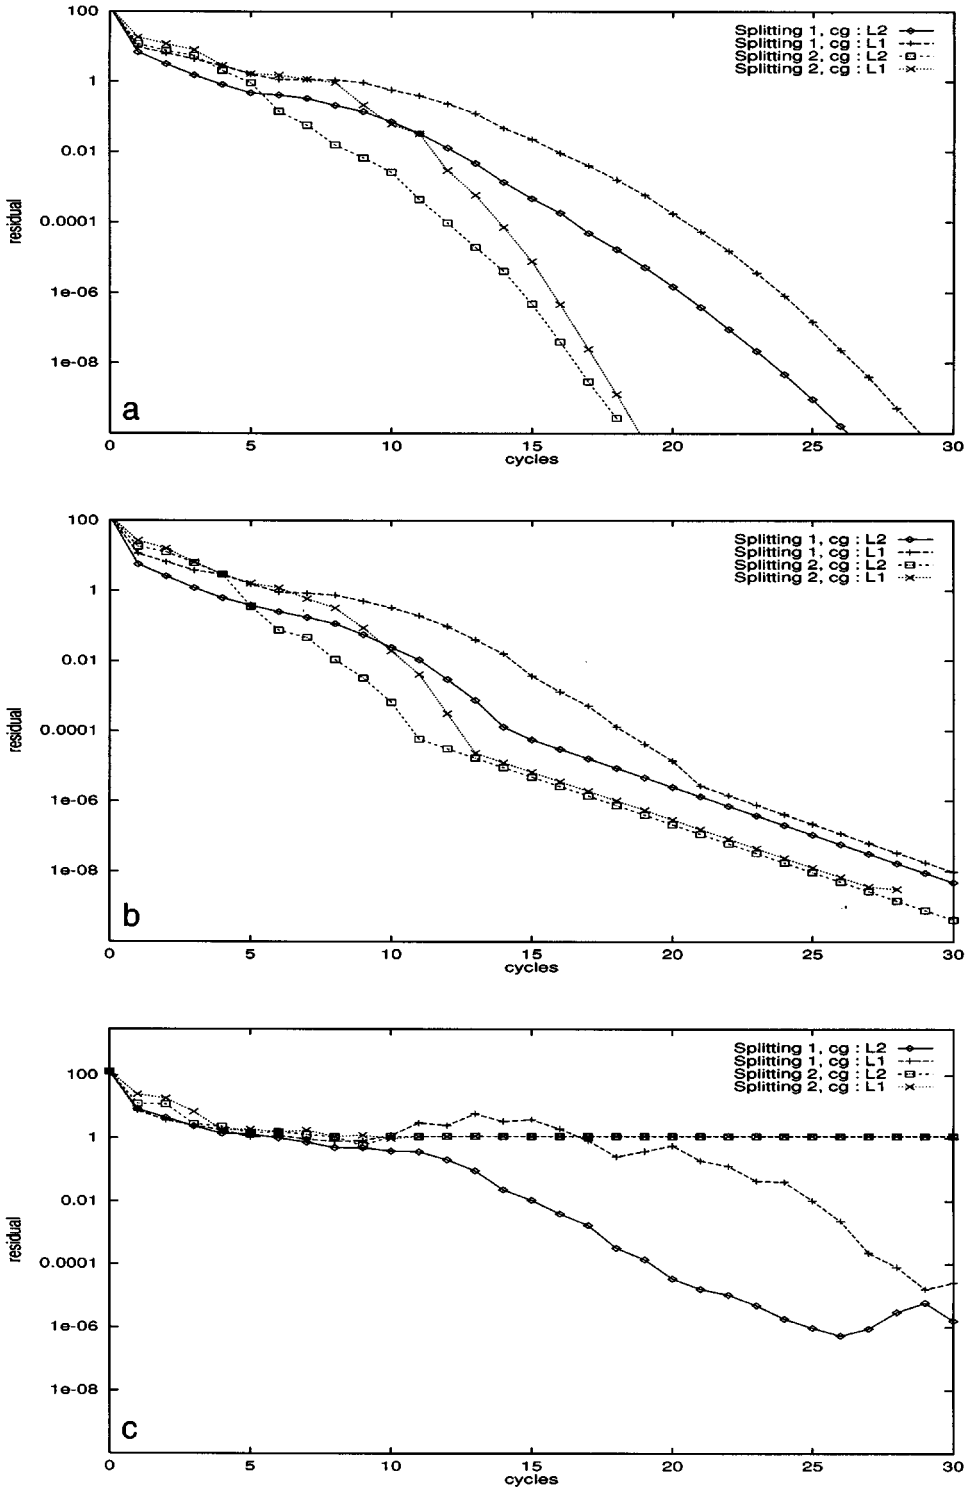 100
1
0.01
0.0001
1e-06
1e-08
residual
Splitting 1, cg : L2
Splitting 1, cg : L1
Splitting 2, cg : L2
Splitting 2, cg : L1
a
0 5 10 15 20 25 30
cycles
100
1
0.01
0.0001
1e-06
1e-08
residual
Splitting 1, cg : L2
Splitting 1, cg : L1
Splitting 2, cg : L2
Splitting 2, cg : L1
b
0 5 10 15 20 25 30
cycles
100
1
0.01
0.0001
1e-06
1e-08
residual
Splitting 1, cg : L2
Splitting 1, cg : L1
Splitting 2, cg : L2
Splitting 2, cg : L1
c
0 5 10 15 20 25 30
cycles